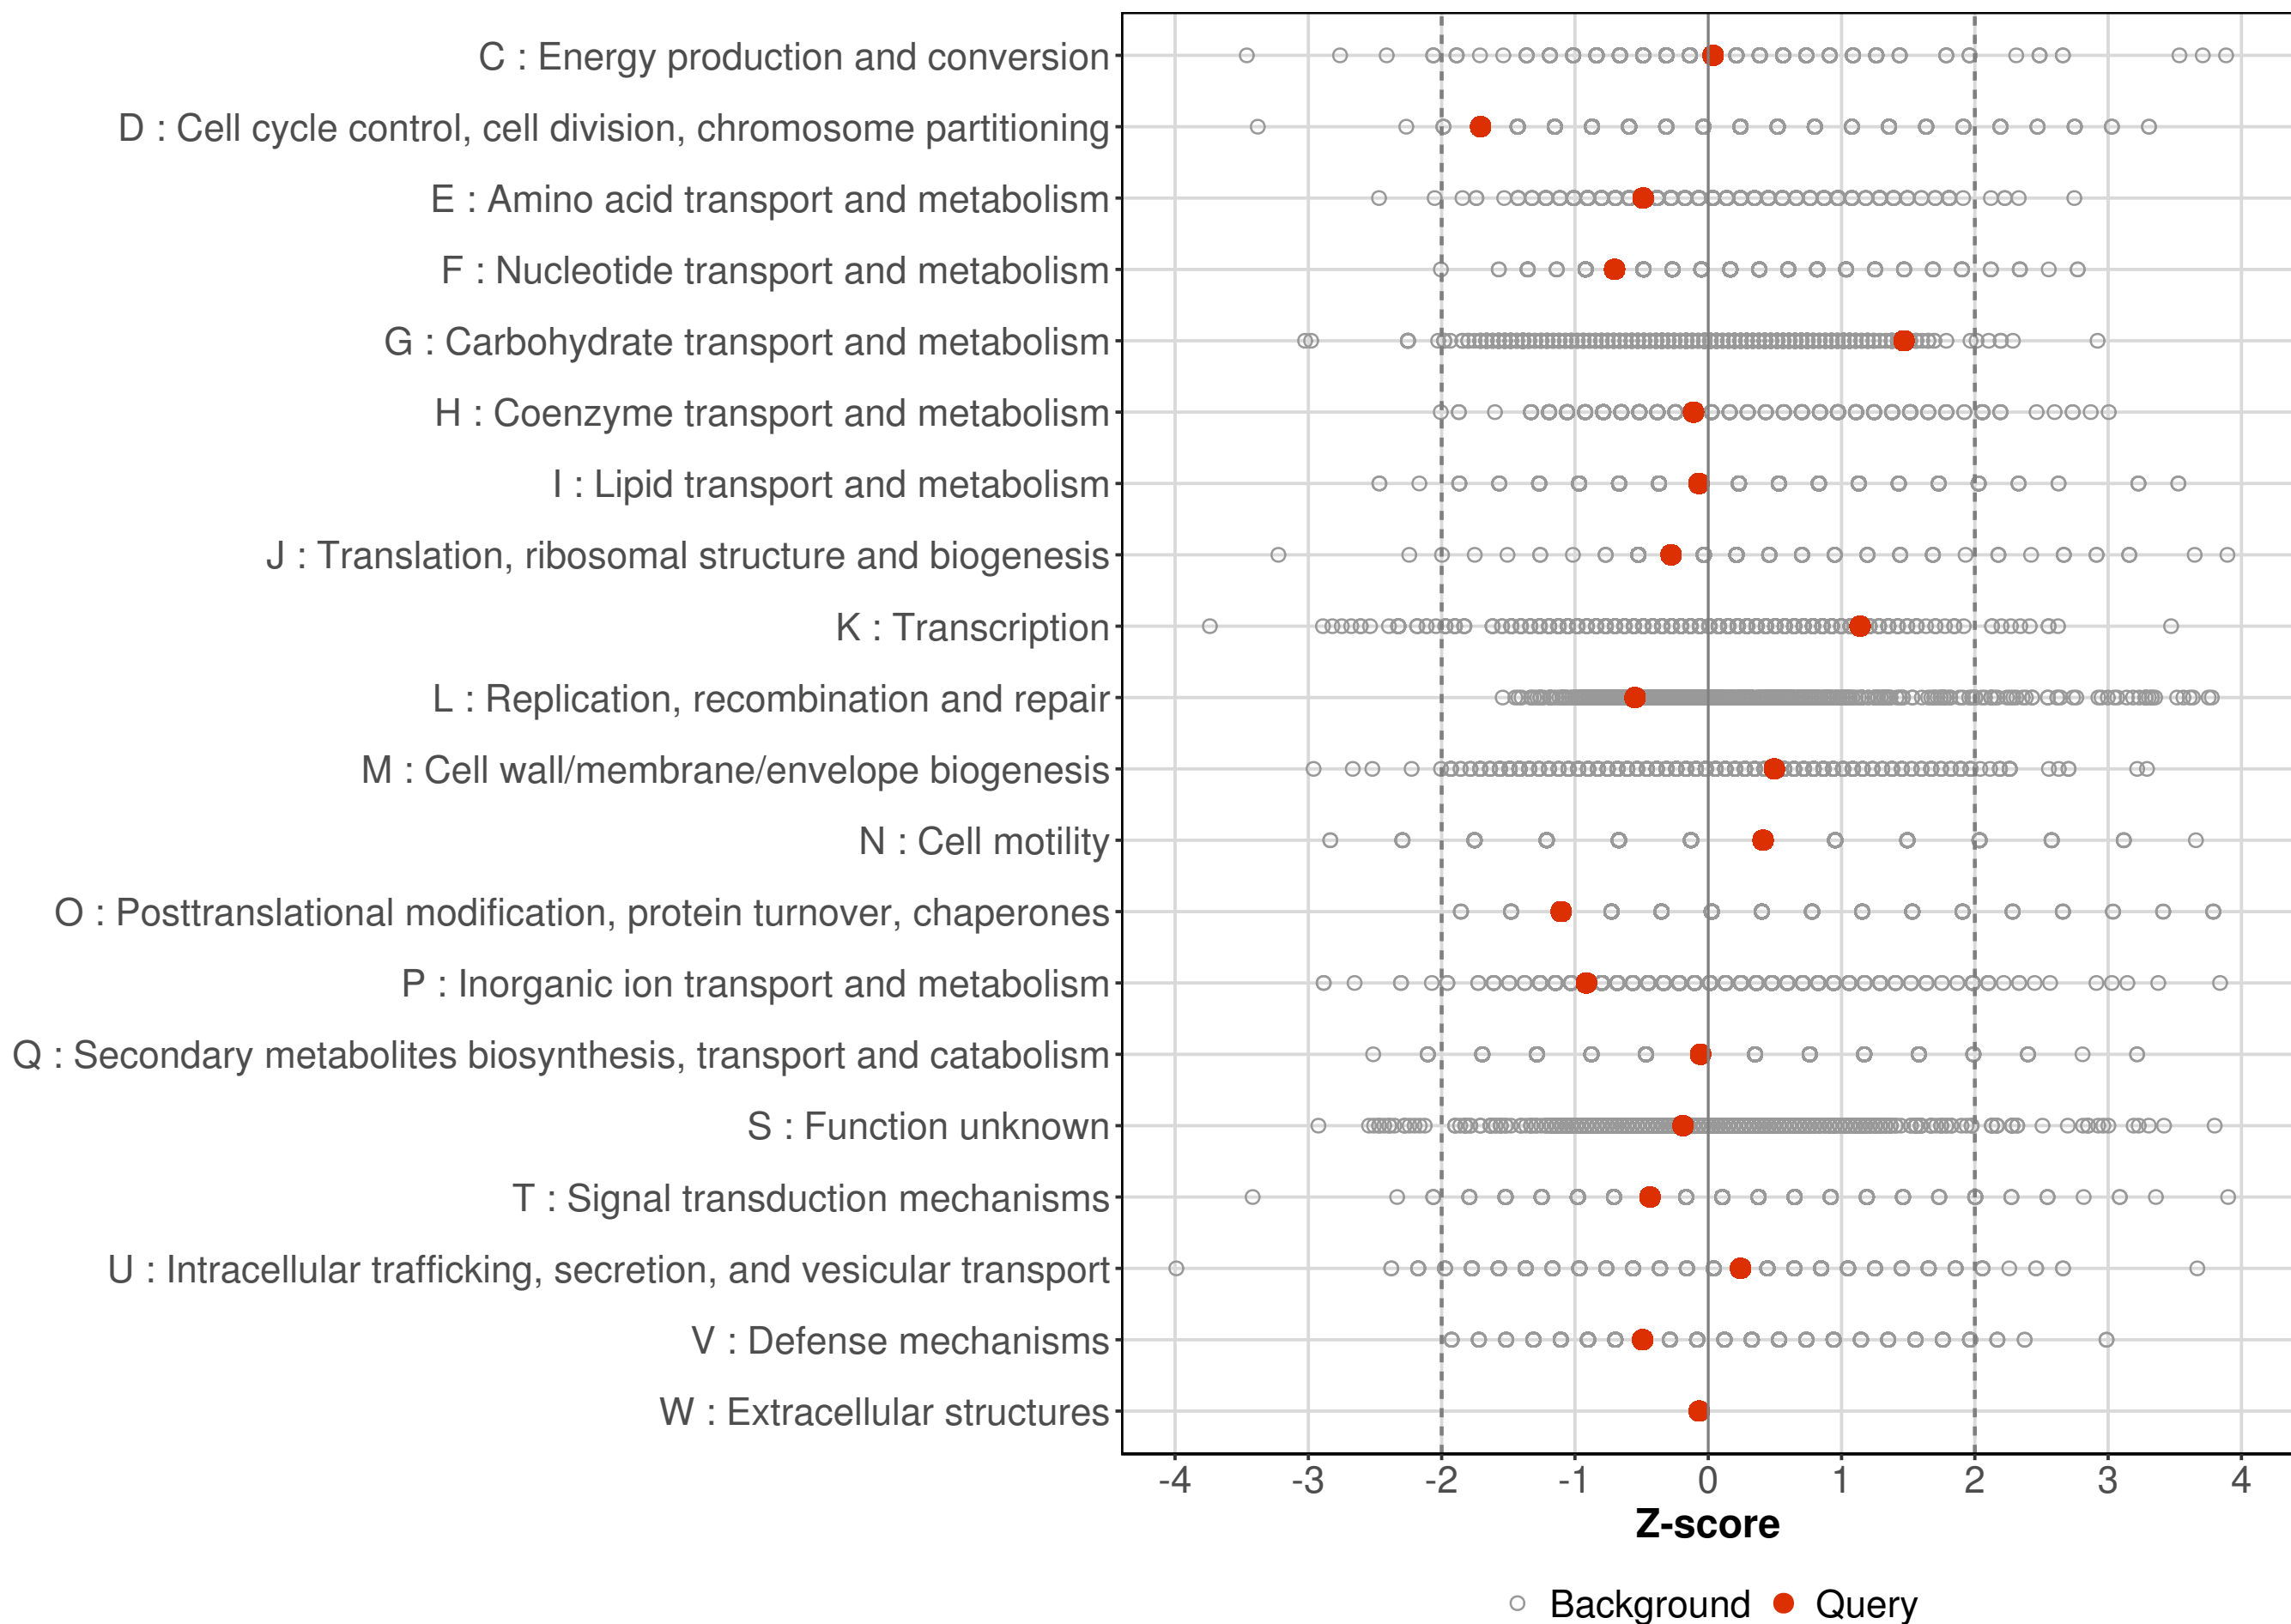 C : Energy production and conversion
D : Cell cycle control, cell division, chromosome partitioning
E : Amino acid transport and metabolism
F : Nucleotide transport and metabolism
G : Carbohydrate transport and metabolism
H : Coenzyme transport and metabolism
I : Lipid transport and metabolism
J : Translation, ribosomal structure and biogenesis
K : Transcription
L : Replication, recombination and repair
M : Cell wall/membrane/envelope biogenesis
N : Cell motility
O : Posttranslational modification, protein turnover, chaperones
P : Inorganic ion transport and metabolism
Q : Secondary metabolites biosynthesis, transport and catabolism
S : Function unknown
T : Signal transduction mechanisms
U : Intracellular trafficking, secretion, and vesicular transport
V : Defense mechanisms
W : Extracellular structures
-4 -3 -2 -1 0 1 2 3 4
Z-score
Background Query